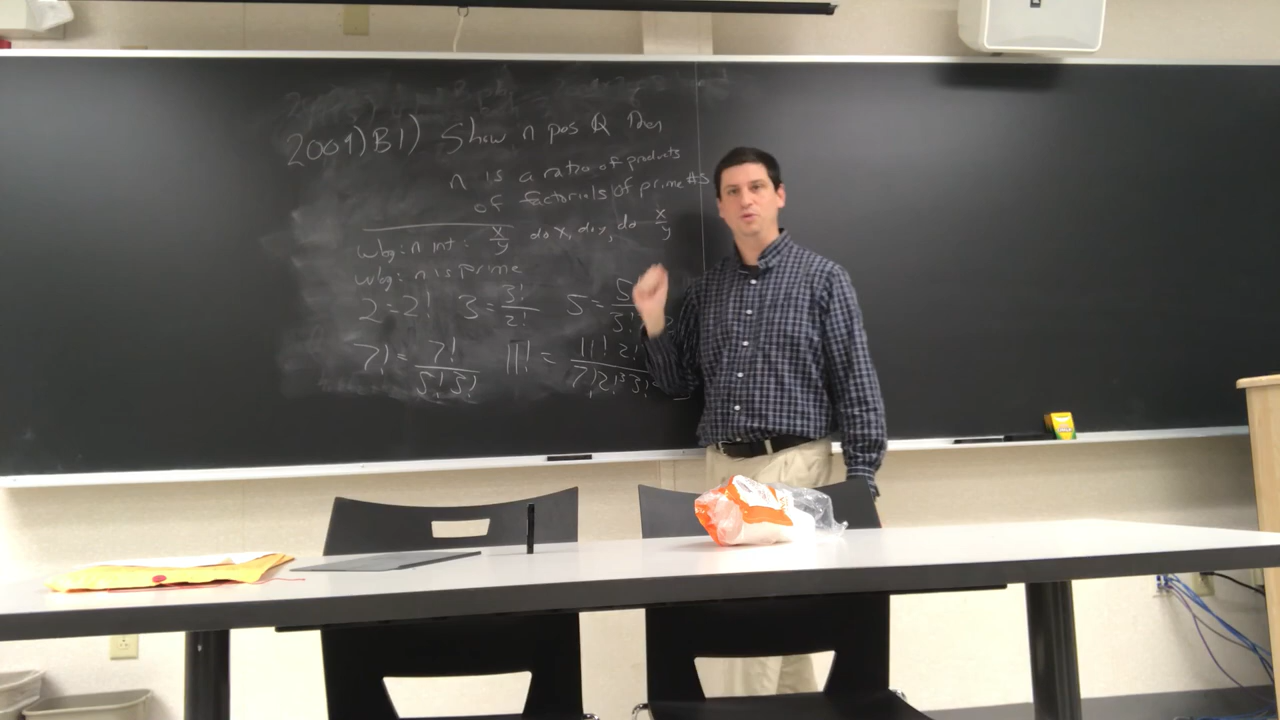 2009) B1) Show n pos Q then
n is a ratio of products
of factorials of prime #s
wlog: n int: x/y do x, do y, do x/y
wlog: n is prime
2 = 2! 3 = 3!/2! 5 = 5!/3!
7! = 7!/5!3! 11! = 11! 2!/7! 2!³ 3!